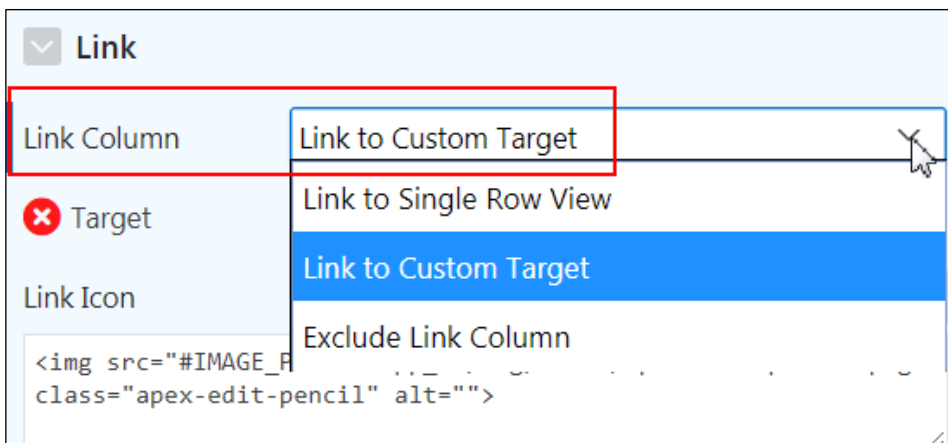 Link
Link Column
Link to Custom Target
Link to Single Row View
Target
Link to Custom Target
Link Icon
Exclude Link Column
<img src="#IMAGE_
class="apex-edit-pencil" alt="">